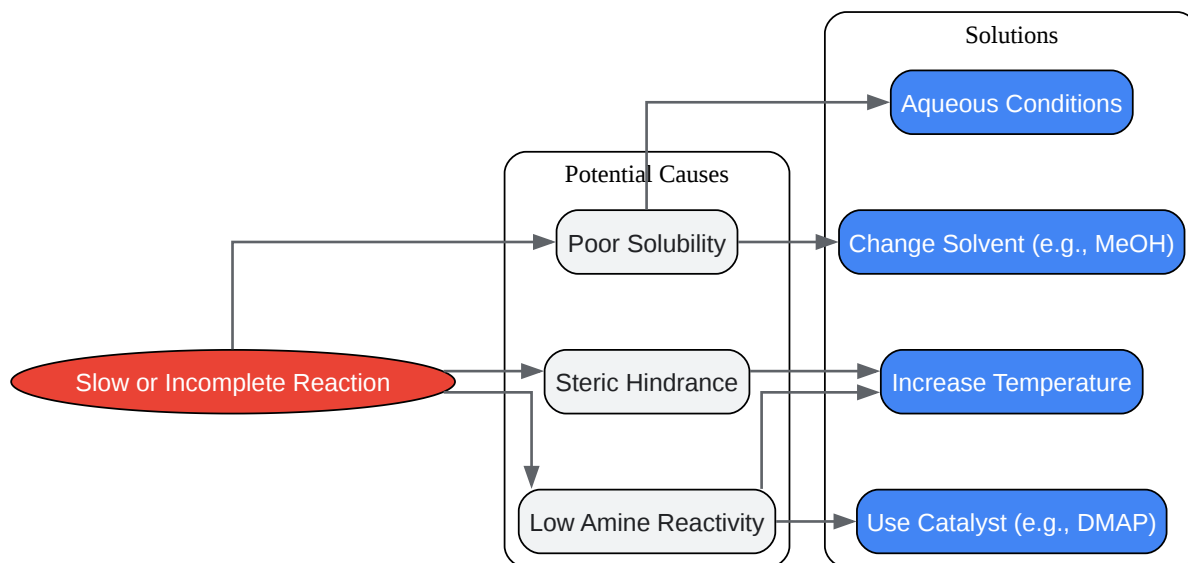 Solutions
Aqueous Conditions
Potential Causes
Poor Solubility
Change Solvent (e.g., MeOH)
Slow or Incomplete Reaction
Steric Hindrance
Increase Temperature
Low Amine Reactivity
Use Catalyst (e.g., DMAP)